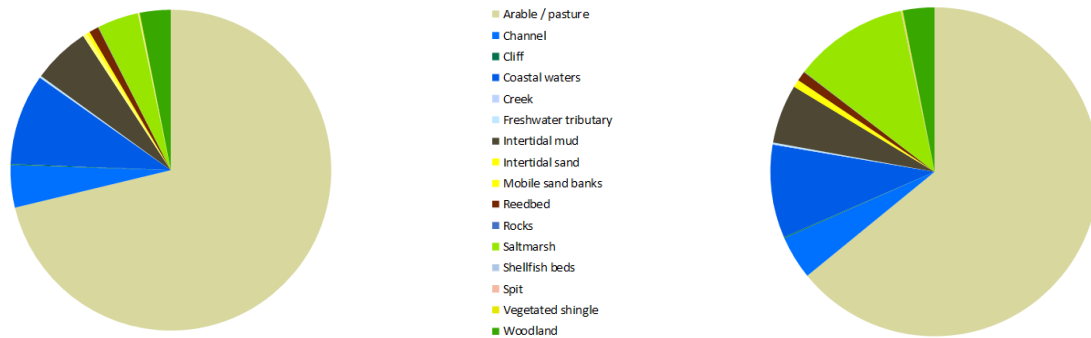 Arable / pasture
Channel
Cliff
Coastal waters
Creek
Freshwater tributary
Intertidal mud
Intertidal sand
Mobile sand banks
Reedbed
Rocks
Saltmarsh
Shellfish beds
Spit
Vegetated shingle
Woodland